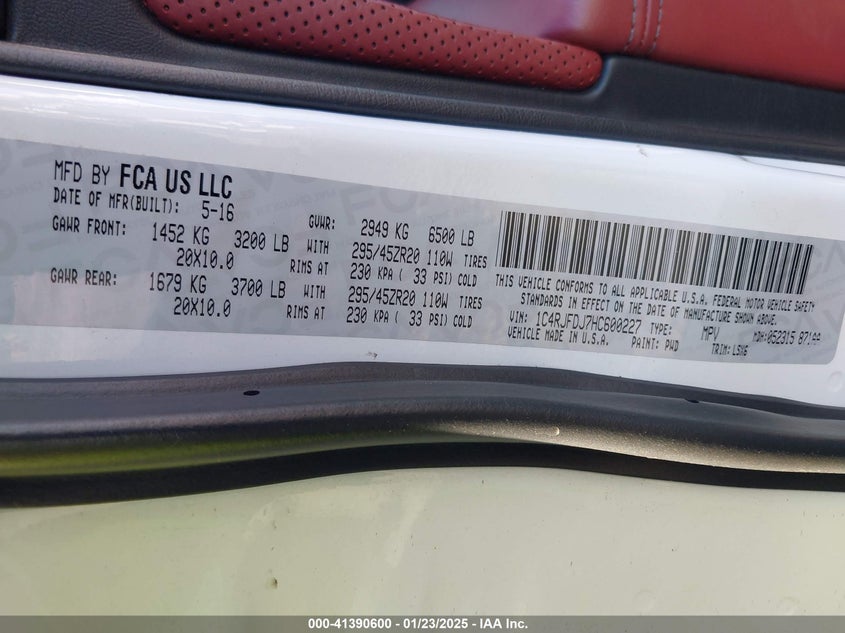 MFD BY FCA US LLC
DATE OF MFR(BUILT): 5-16
GVWR: 2949 KG 6500 LB
GAWR FRONT: 1452 KG 3200 LB WITH 295/45ZR20 110W TIRES
20X10.0 RIMS AT 230 KPA ( 33 PSI) COLD
GAWR REAR: 1679 KG 3700 LB WITH 295/45ZR20 110W TIRES
20X10.0 RIMS AT 230 KPA ( 33 PSI) COLD
THIS VEHICLE CONFORMS TO ALL APPLICABLE U.S.A. FEDERAL MOTOR VEHICLE SAFETY
STANDARDS IN EFFECT ON THE DATE OF MANUFACTURE SHOWN ABOVE.
VIN: 1C4RJFDJ7HC600227 TYPE: MPV MDH:052315
VEHICLE MADE IN U.S.A. PAINT: PWD TRIM: LSX6
000-41390600 / 01/23/2025 - IAA Inc.